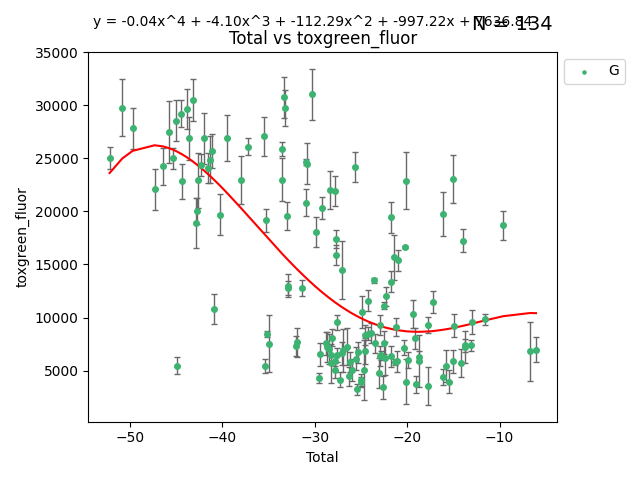 y = -0.04x^4 + -4.10x^3 + -112.29x^2 + -997.22x + 7636.84
N = 134
Total vs toxgreen_fluor
G
35000
30000
25000
20000
15000
10000
5000
toxgreen_fluor
−50 −40 −30 −20 −10
Total